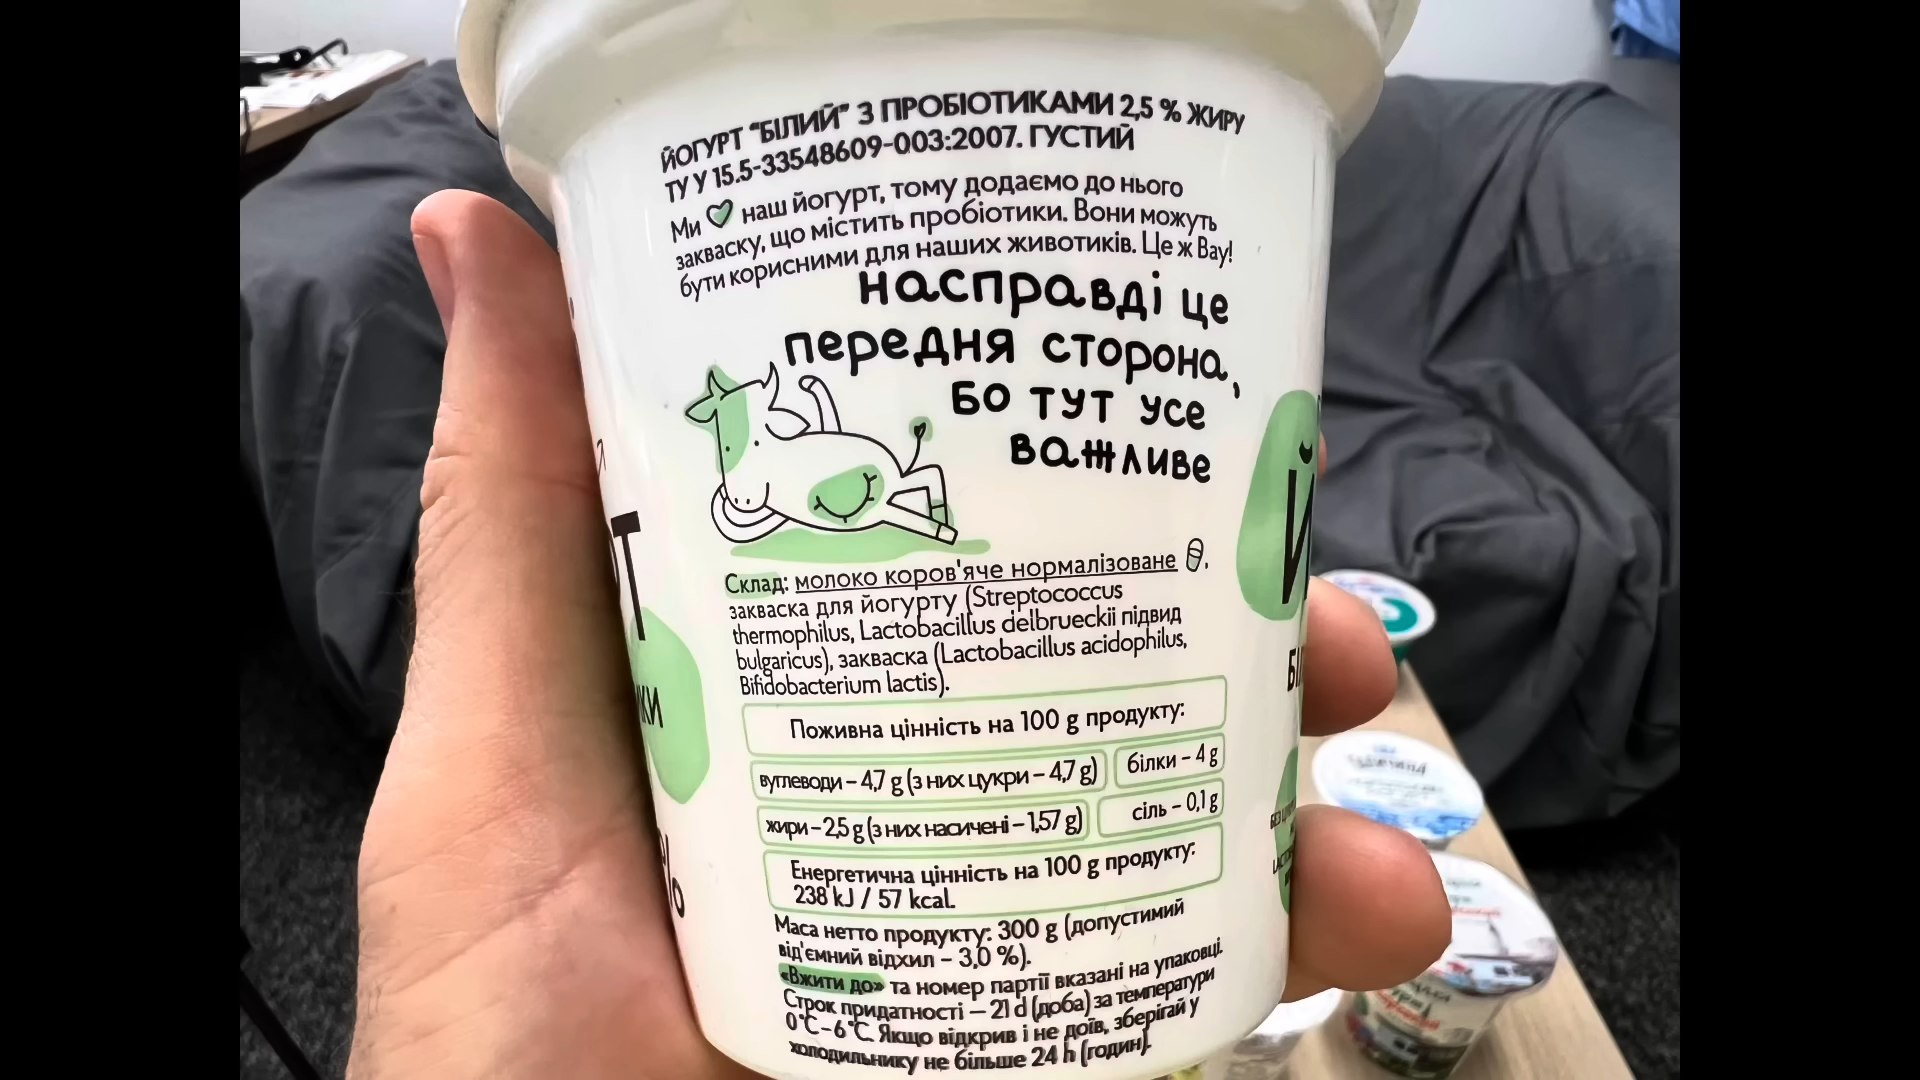 ЙОГУРТ "БІЛИЙ" З ПРОБІОТИКАМИ 2,5 % ЖИРУ
ТУ У 15.5-33548609-003:2007. ГУСТИЙ
Ми наш йогурт, тому додаємо до нього
закваску, що містить пробіотики. Вони можуть
бути корисними для наших животиків. Це ж Вау!
насправді це
передня сторона,
бо тут усе
важливе
Склад: молоко коров'яче нормалізоване,
закваска для йогурту (Streptococcus
thermophilus, Lactobacillus delbrueckii підвид
bulgaricus), закваска (Lactobacillus acidophilus,
Bifidobacterium lactis).
Поживна цінність на 100 g продукту:
вуглеводи – 4,7 g (з них цукри – 4,7 g)
білки – 4 g
жири – 2,5 g (з них насичені – 1,57 g)
сіль – 0,1 g
Енергетична цінність на 100 g продукту:
238 kJ / 57 kcal.
Маса нетто продукту: 300 g (допустимий
від'ємний відхил – 3,0 %).
«Вжити до» та номер партії вказані на упаковці.
Строк придатності – 21 d (доба) за температури
0°C – 6°C. Якщо відкрив і не доїв, зберігай у
холодильнику не більше 24 h (годин).